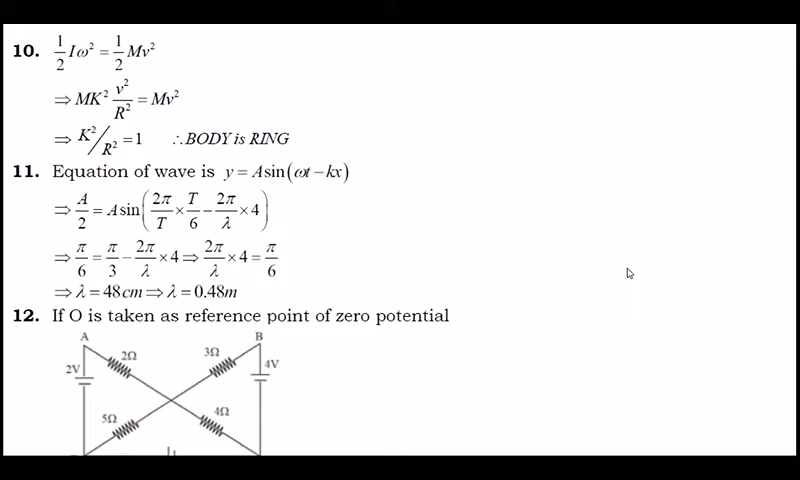 10. 1/2 Iω² = 1/2 Mv²
⇒ MK² v²/R² = Mv²
⇒ K²/R² = 1 ∴ BODY is RING
11. Equation of wave is y = A sin(ωt − kx)
⇒ A/2 = A sin(2π/T × T/6 − 2π/λ × 4)
⇒ π/6 = π/3 − 2π/λ × 4 ⇒ 2π/λ × 4 = π/6
⇒ λ = 48 cm ⇒ λ = 0.48 m
12. If O is taken as reference point of zero potential
A B
2Ω 3Ω
2V 4V
5Ω 4Ω